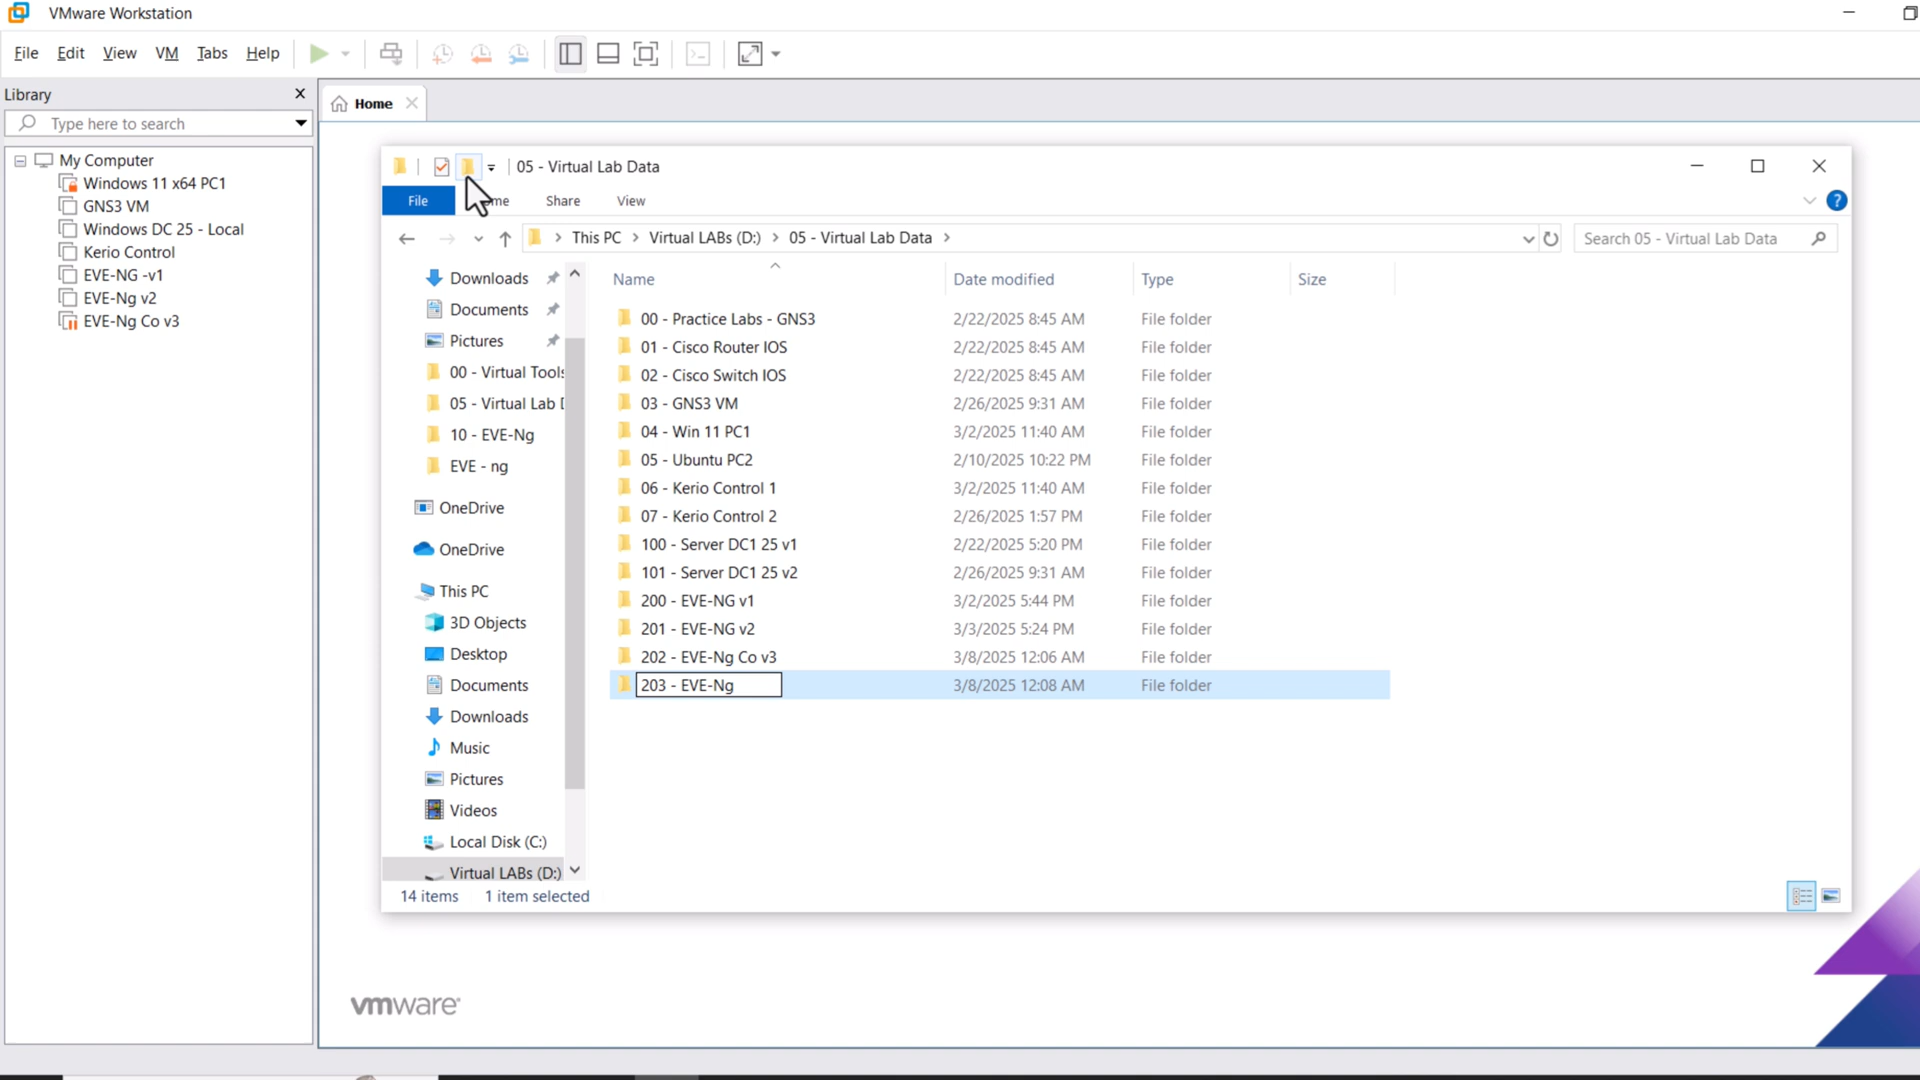 VMware Workstation
File Edit View VM Tabs Help
Library
Type here to search
My Computer
Windows 11 x64 PC1
GNS3 VM
Windows DC 25 - Local
Kerio Control
EVE-NG -v1
EVE-Ng v2
EVE-Ng Co v3
Home
05 - Virtual Lab Data
File me Share View
This PC > Virtual LABs (D:) > 05 - Virtual Lab Data >
Search 05 - Virtual Lab Data
Downloads
Documents
Pictures
00 - Virtual Tools
05 - Virtual Lab
10 - EVE-Ng
EVE - ng
OneDrive
OneDrive
This PC
3D Objects
Desktop
Documents
Downloads
Music
Pictures
Videos
Local Disk (C:)
Virtual LABs (D:)
Name Date modified Type Size
00 - Practice Labs - GNS3 2/22/2025 8:45 AM File folder
01 - Cisco Router IOS 2/22/2025 8:45 AM File folder
02 - Cisco Switch IOS 2/22/2025 8:45 AM File folder
03 - GNS3 VM 2/26/2025 9:31 AM File folder
04 - Win 11 PC1 3/2/2025 11:40 AM File folder
05 - Ubuntu PC2 2/10/2025 10:22 PM File folder
06 - Kerio Control 1 3/2/2025 11:40 AM File folder
07 - Kerio Control 2 2/26/2025 1:57 PM File folder
100 - Server DC1 25 v1 2/22/2025 5:20 PM File folder
101 - Server DC1 25 v2 2/26/2025 9:31 AM File folder
200 - EVE-NG v1 3/2/2025 5:44 PM File folder
201 - EVE-NG v2 3/3/2025 5:24 PM File folder
202 - EVE-Ng Co v3 3/8/2025 12:06 AM File folder
203 - EVE-Ng 3/8/2025 12:08 AM File folder
14 items 1 item selected
vmware®